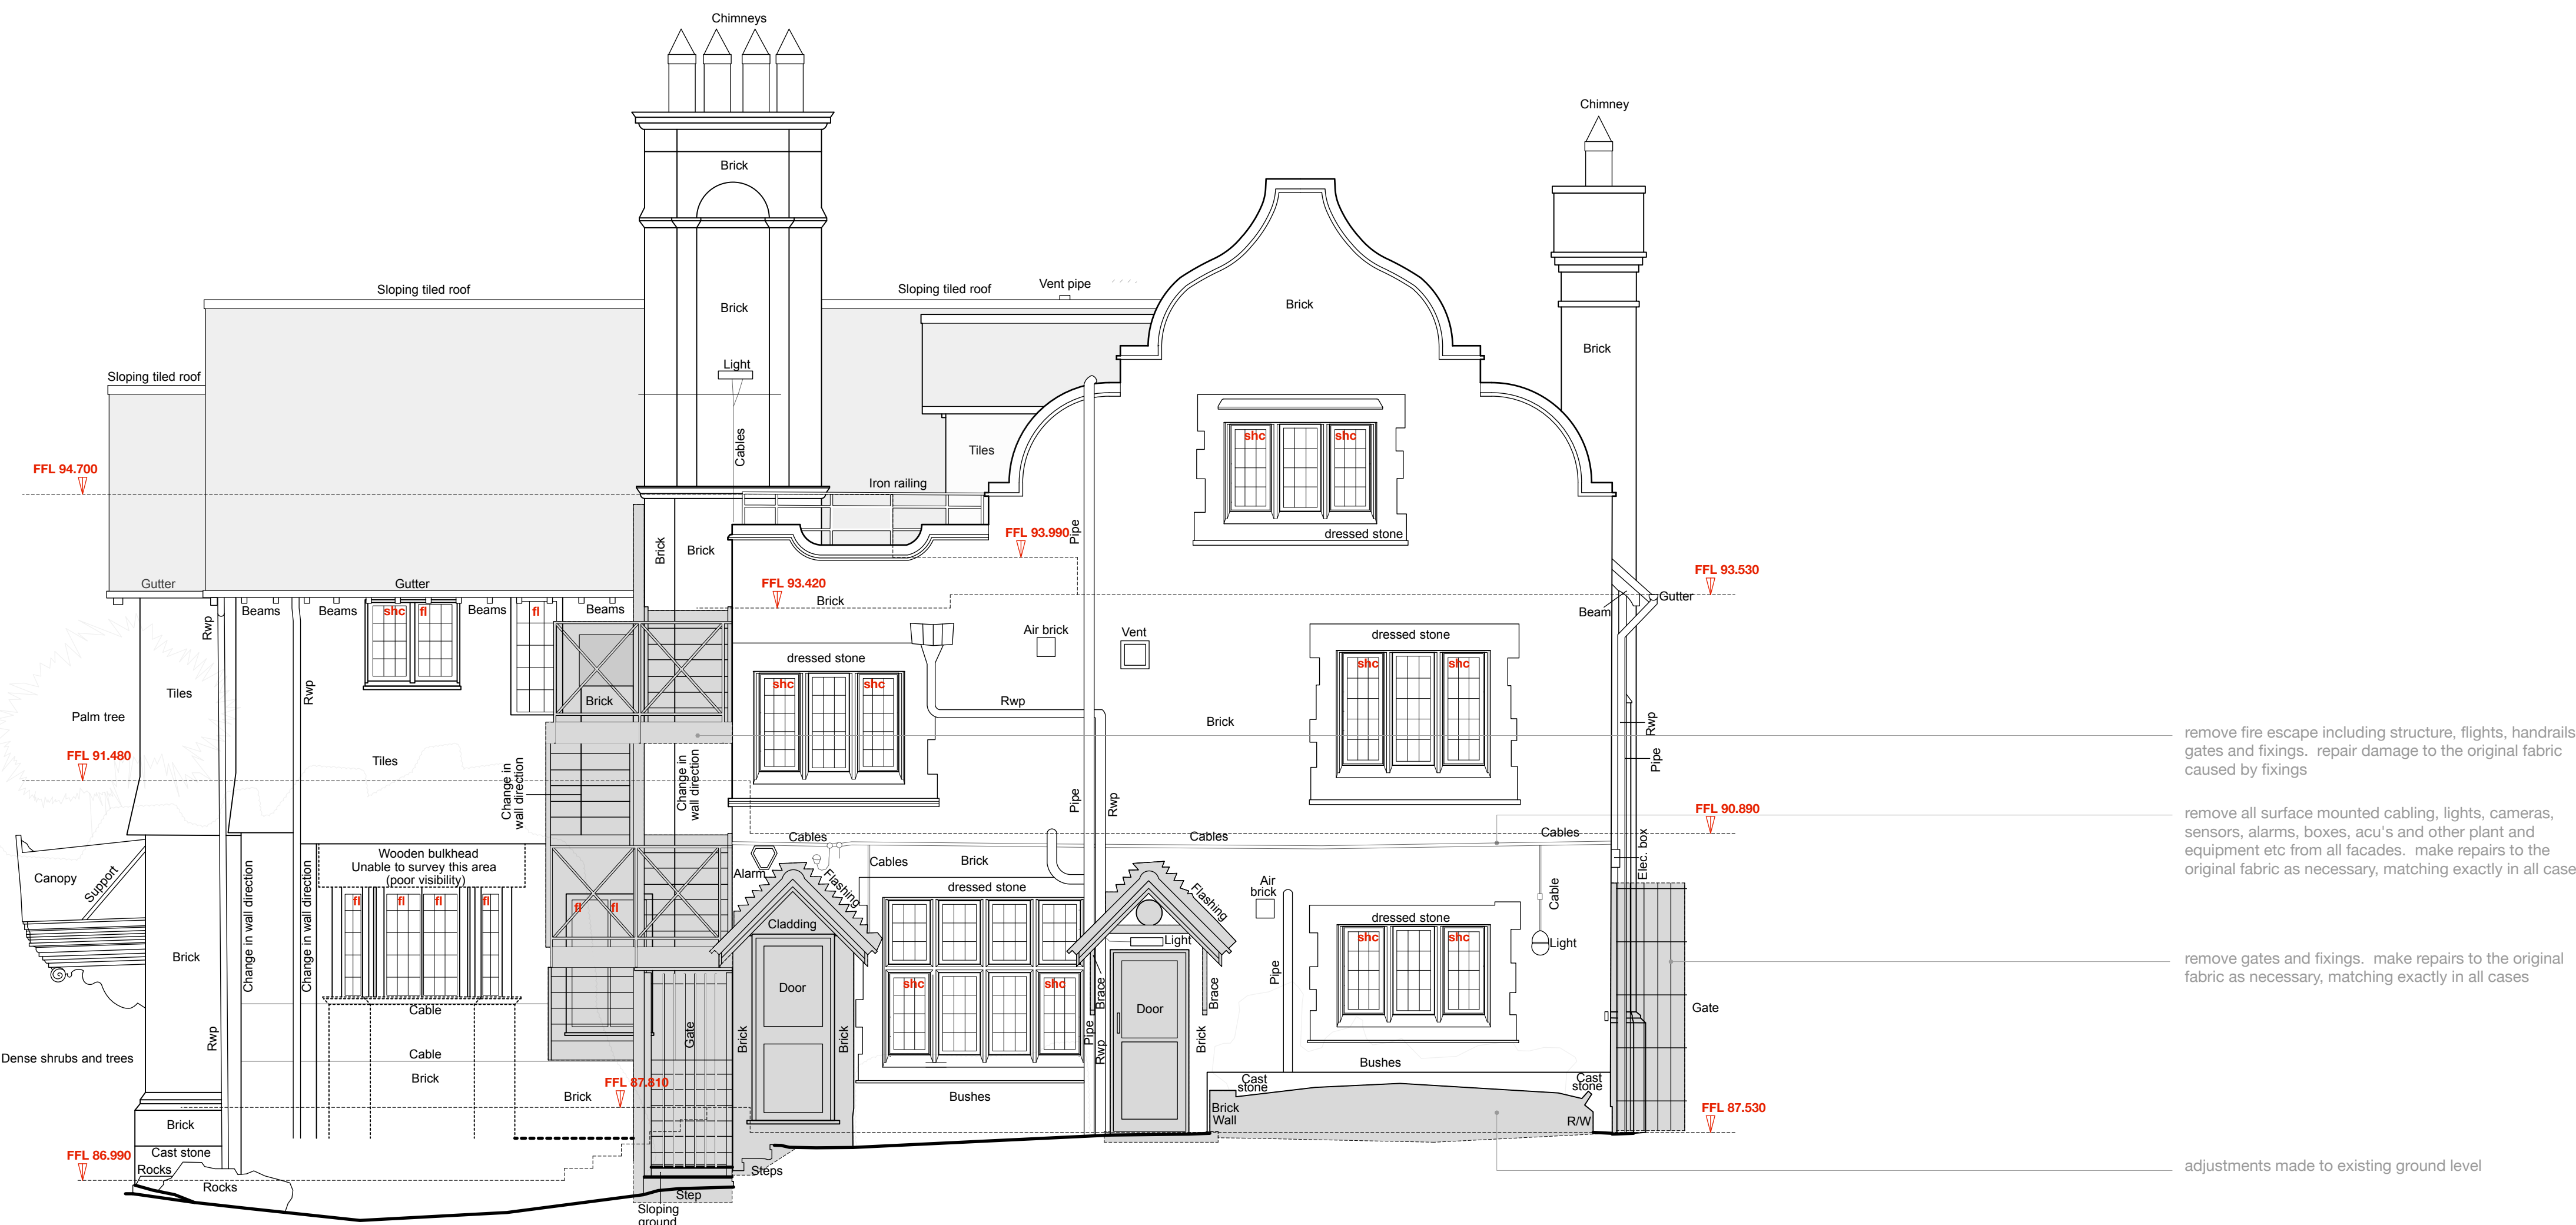 Chimneys
Chimney
Brick
Sloping tiled roof
Sloping tiled roof
Vent pipe
Brick
Brick
Brick
Light
Sloping tiled roof
Cables
Tiles
shc
shc
FFL 94.700
Iron railing
dressed stone
FFL 93.990
Pipe
Brick
Brick
FFL 93.530
Gutter
Gutter
FFL 93.420
Brick
Beams
Beams
shc
fl
Beams
fl
Beams
Beam
Gutter
Rwp
Air brick
Vent
dressed stone
dressed stone
shc
shc
shc
shc
Tiles
Rwp
Brick
Rwp
Brick
Rwp
Palm tree
remove fire escape including structure, flights, handrails
gates and fixings. repair damage to the original fabric
caused by fixings
FFL 91.480
Tiles
Change in
wall direction
Change in
wall direction
Pipe
Pipe
Rwp
FFL 90.890
remove all surface mounted cabling, lights, cameras,
sensors, alarms, boxes, acu's and other plant and
equipment etc from all facades. make repairs to the
original fabric as necessary, matching exactly in all case
Cables
Cables
Cables
Elec. box
Wooden bulkhead
Unable to survey this area
(poor visibility)
Cables
Brick
Alarm
Flashing
Canopy
Support
dressed stone
Flashing
Air
brick
Cable
dressed stone
fl
fl
fl
fl
fl
fl
Cladding
Light
Light
shc
shc
Change in wall direction
Change in wall direction
Brick
Door
shc
shc
Brace
Brace
Pipe
remove gates and fixings. make repairs to the original
fabric as necessary, matching exactly in all cases
Cable
Door
Gate
Rwp
Gate
Brick
Brick
Pipe
Rwp
Brick
Dense shrubs and trees
Cable
Brick
Bushes
FFL 87.810
Brick
Bushes
Cast
stone
Cast
stone
Brick
Wall
R/W
FFL 87.530
Brick
Cast stone
FFL 86.990
Rocks
Rocks
Steps
Step
Sloping
ground
adjustments made to existing ground level